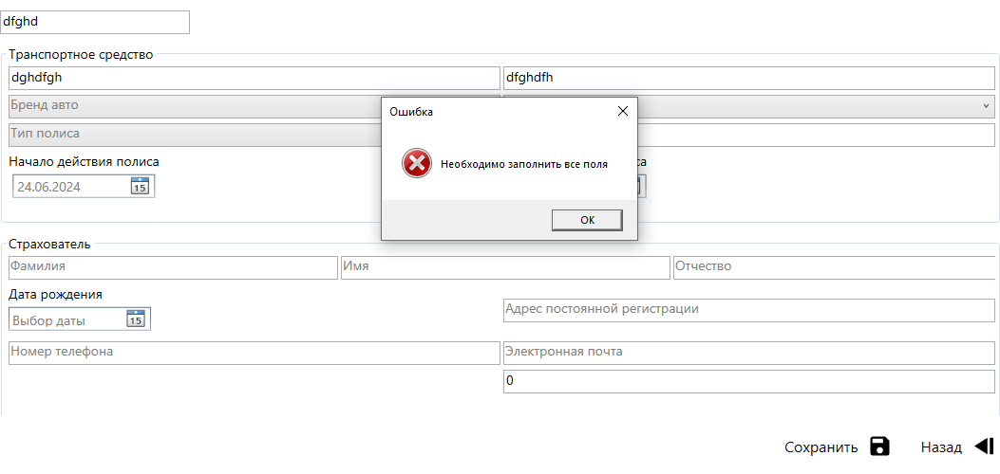 dfghd
Транспортное средство
dghdfgh
dfghdfh
Бренд авто
Тип полиса
Начало действия полиса
24.06.2024
15
Ошибка
Необходимо заполнить все поля
OK
Страхователь
Фамилия
Имя
Отчество
Дата рождения
Выбор даты
15
Адрес постоянной регистрации
Номер телефона
Электронная почта
0
Сохранить
Назад